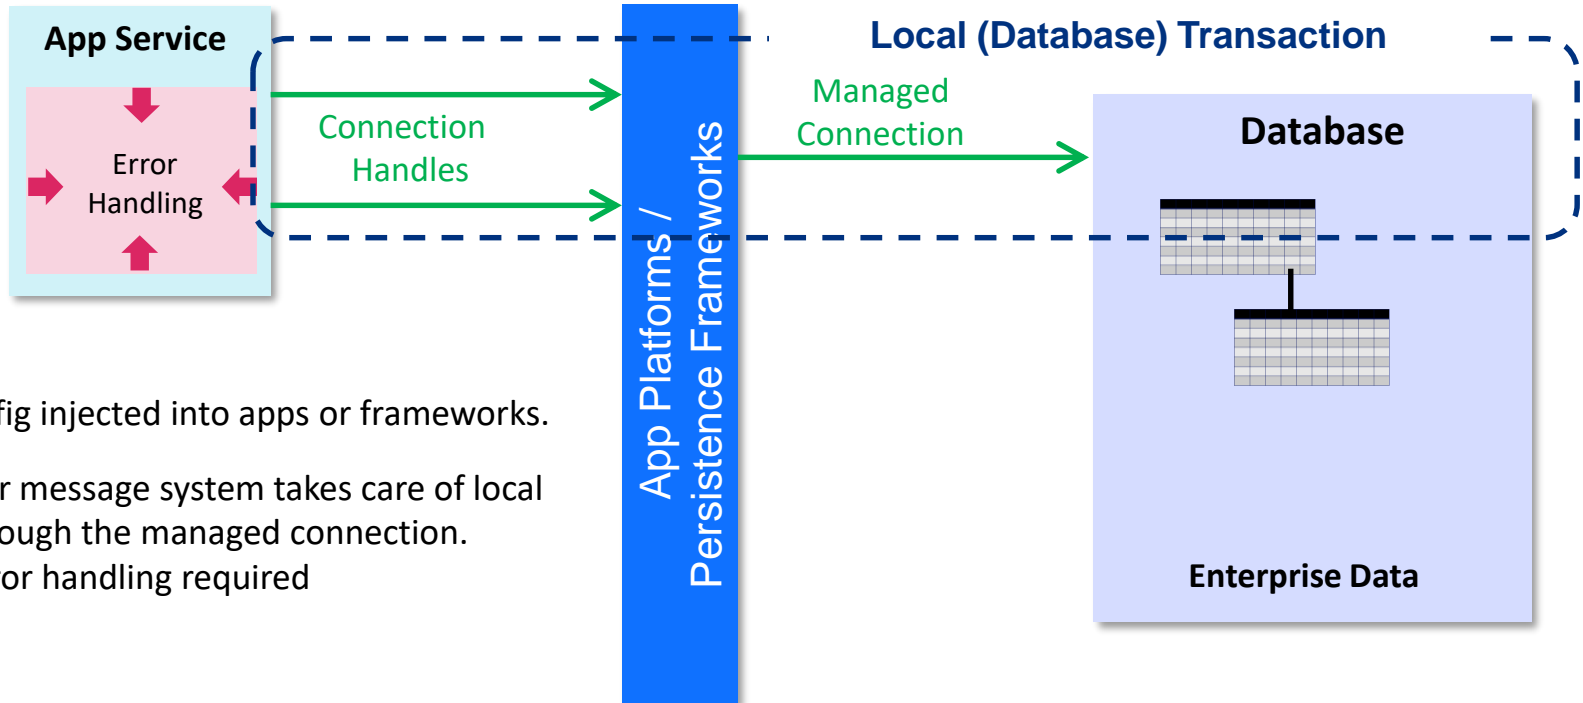 App Service
Local (Database) Transaction
Error
Handling
Connection
Handles
App Platforms /
Persistence Frameworks
Managed
Connection
Database
Enterprise Data
fig injected into apps or frameworks.
r message system takes care of local
ough the managed connection.
or handling required